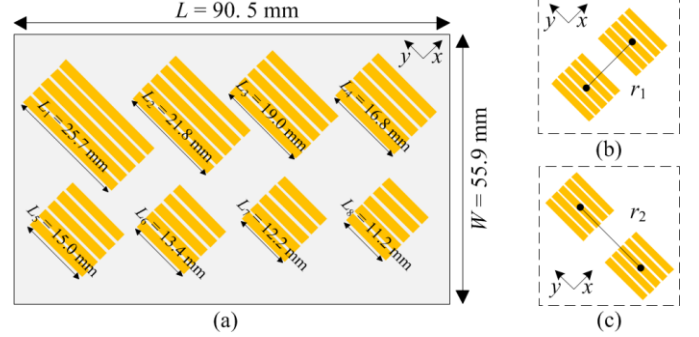 L = 90. 5 mm
y x
L1 = 25.7 mm
L2 = 21.8 mm
L3 = 19.0 mm
L4 = 16.8 mm
L5 = 15.0 mm
L6 = 13.4 mm
L7 = 12.2 mm
L8 = 11.2 mm
W = 55.9 mm
(a)
y x
r1
(b)
r2
y x
(c)